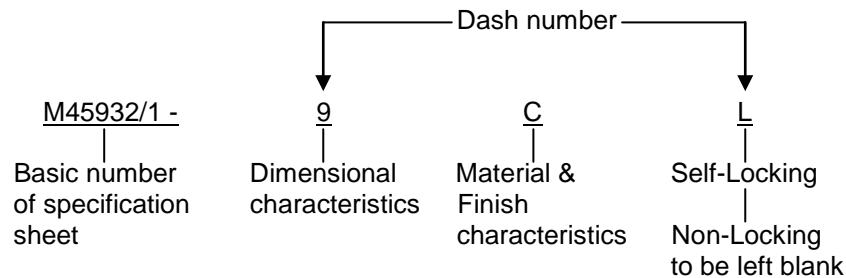 Dash number
M45932/1 -
9
C
L
Basic number
of specification
sheet
Dimensional
characteristics
Material &
Finish
characteristics
Self-Locking
Non-Locking
to be left blank